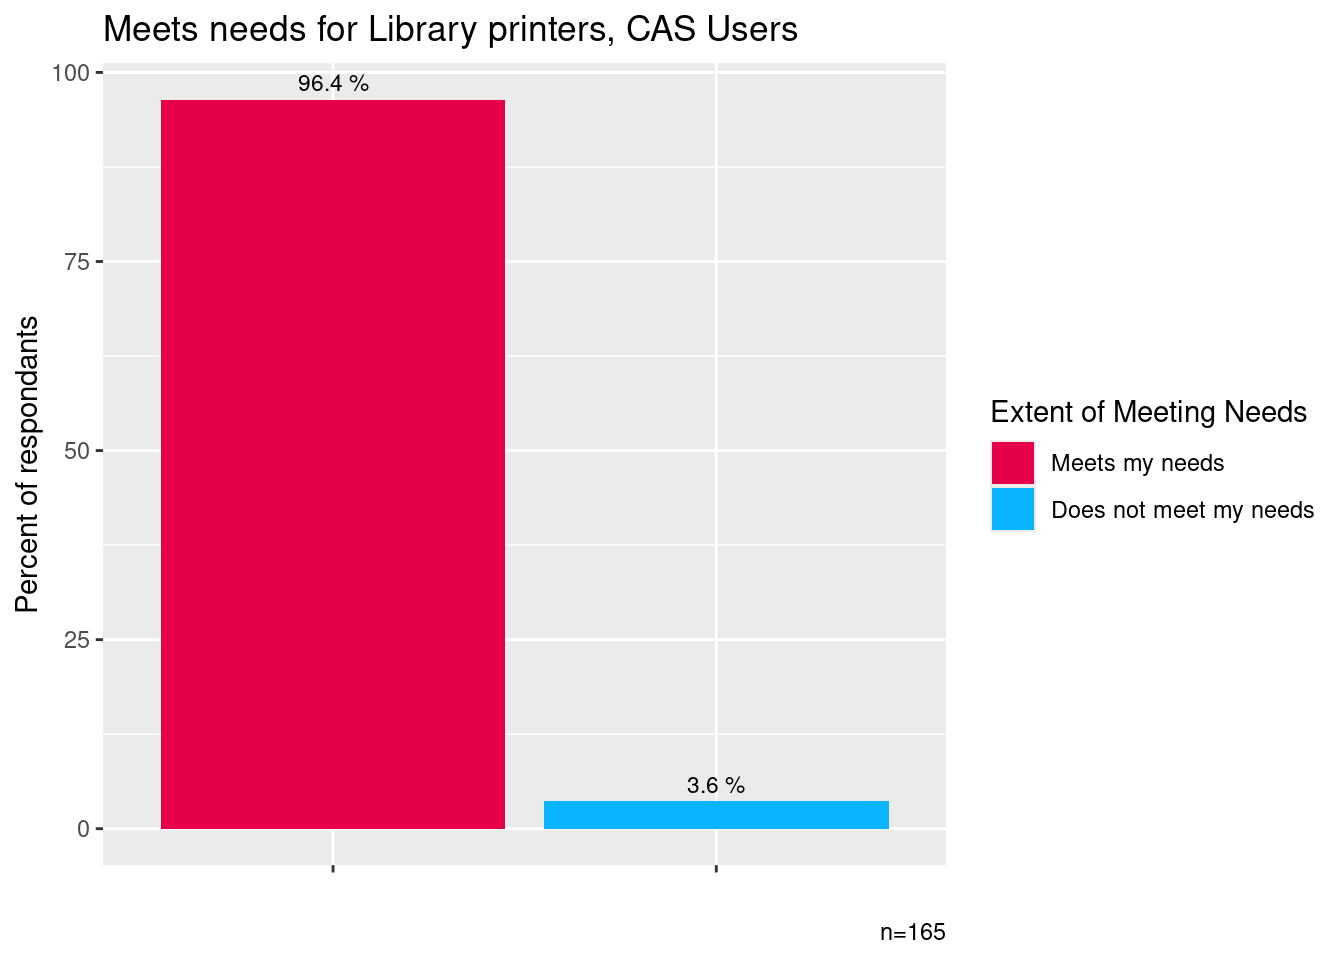 Meets needs for Library printers, CAS Users
Percent of respondants
100
75
50
25
0
96.4 %
3.6 %
Extent of Meeting Needs
Meets my needs
Does not meet my needs
n=165